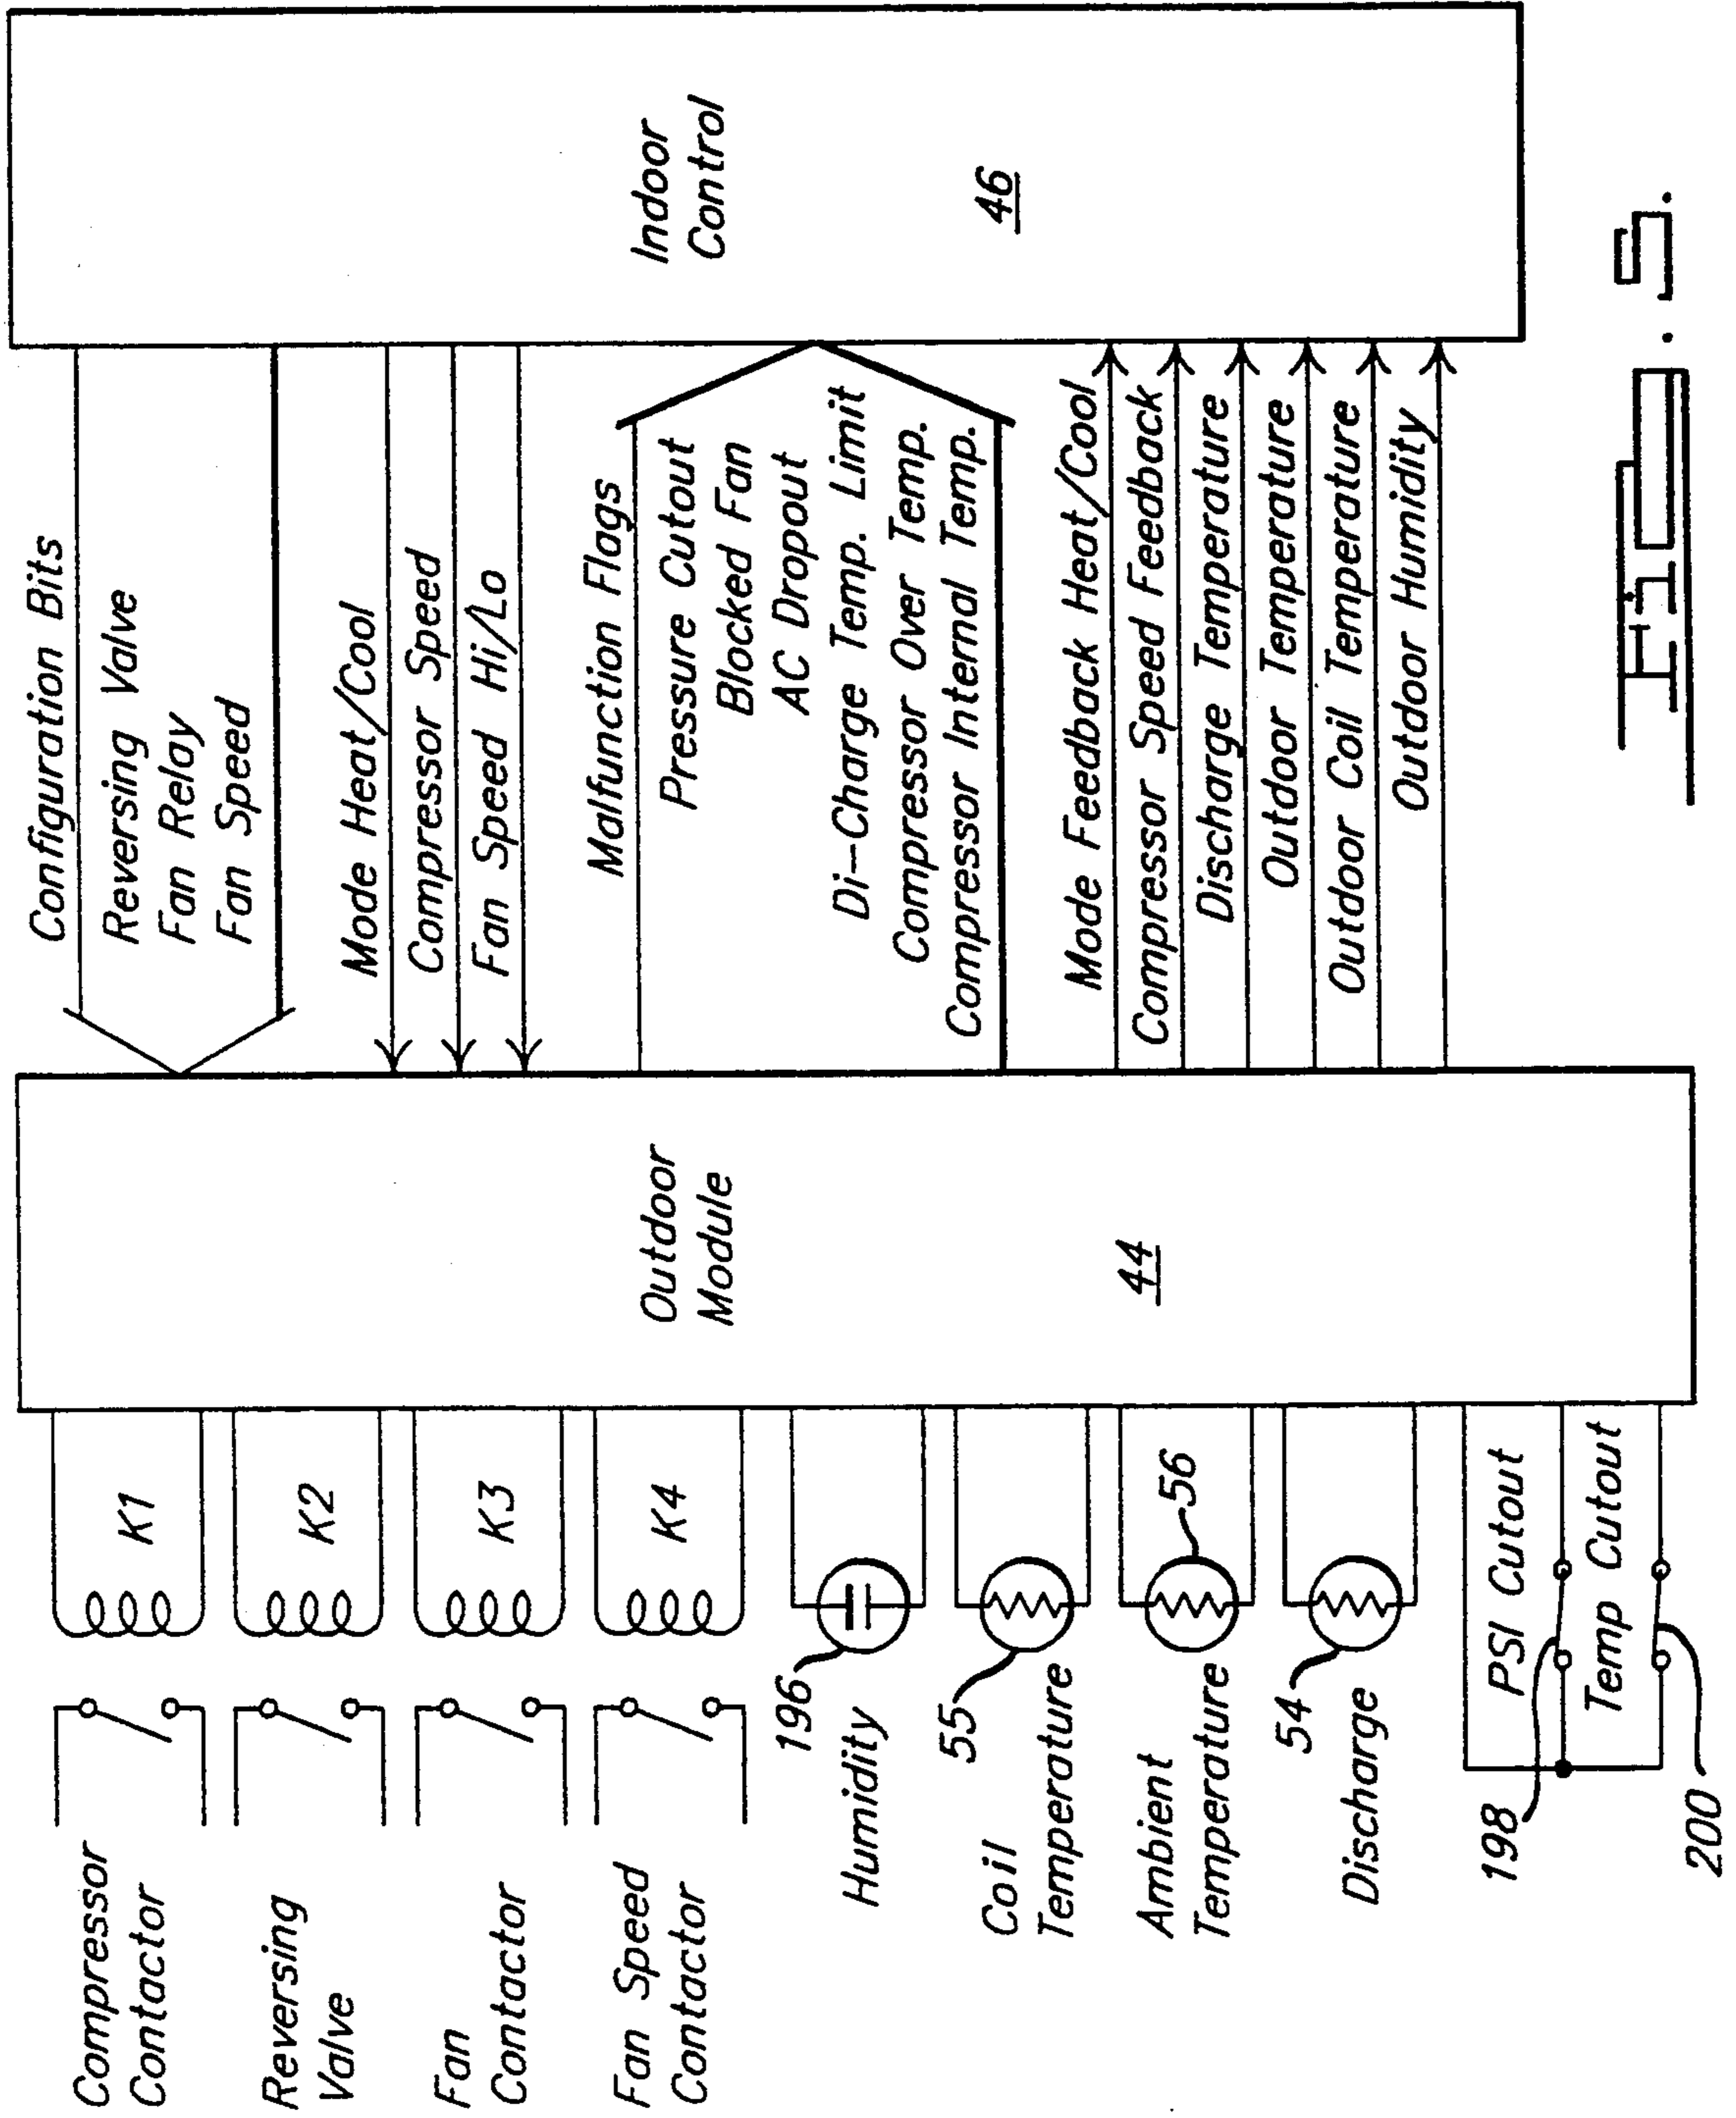 Compressor
Contactor
K1
Reversing
Valve
K2
Fan
Contactor
K3
Fan Speed
Contactor
K4
196
Humidity
55
Coil
Temperature
Ambient
Temperature
56
54
Discharge
PSI Cutout
198
Temp Cutout
200
Outdoor
Module
44
Configuration Bits
Reversing Valve
Fan Relay
Fan Speed
Mode Heat/Cool
Compressor Speed
Fan Speed Hi/Lo
Malfunction Flags
Pressure Cutout
Blocked Fan
AC Dropout
Di-Charge Temp. Limit
Compressor Over Temp.
Compressor Internal Temp.
Mode Feedback Heat/Cool
Compressor Speed Feedback
Discharge Temperature
Outdoor Temperature
Outdoor Coil Temperature
Outdoor Humidity
Indoor
Control
46
Fig. 5.